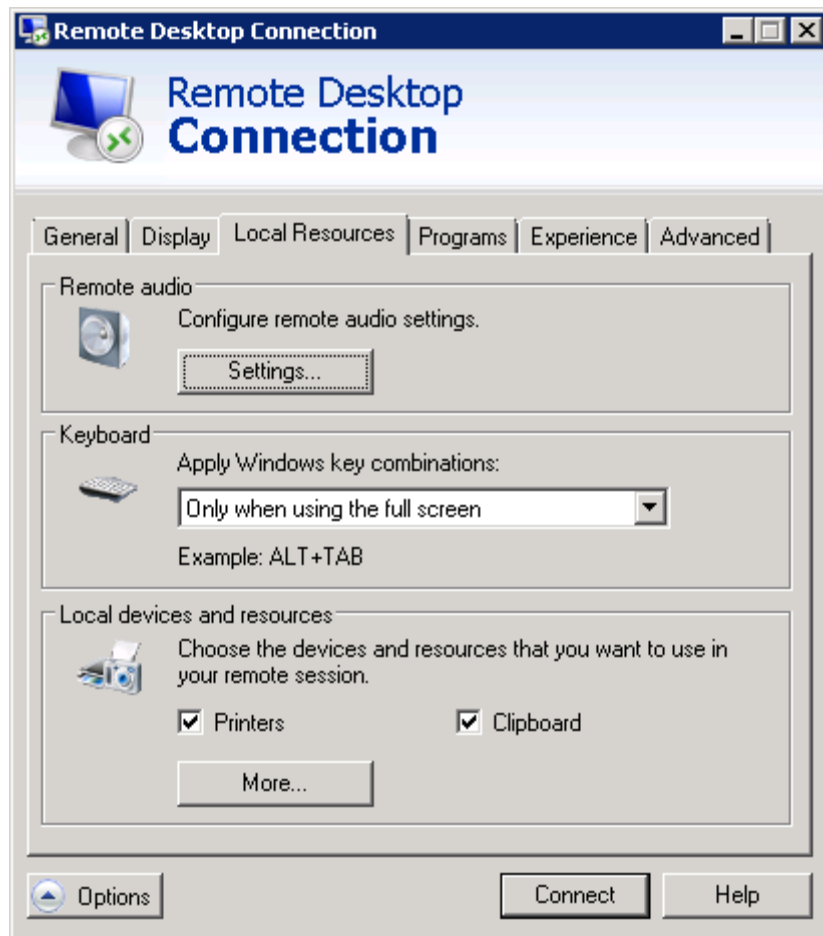 Remote Desktop Connection
Remote Desktop
Connection
General Display Local Resources Programs Experience Advanced
Remote audio
Configure remote audio settings.
Settings...
Keyboard
Apply Windows key combinations:
Only when using the full screen
Example: ALT+TAB
Local devices and resources
Choose the devices and resources that you want to use in
your remote session.
Printers Clipboard
More...
Options Connect Help